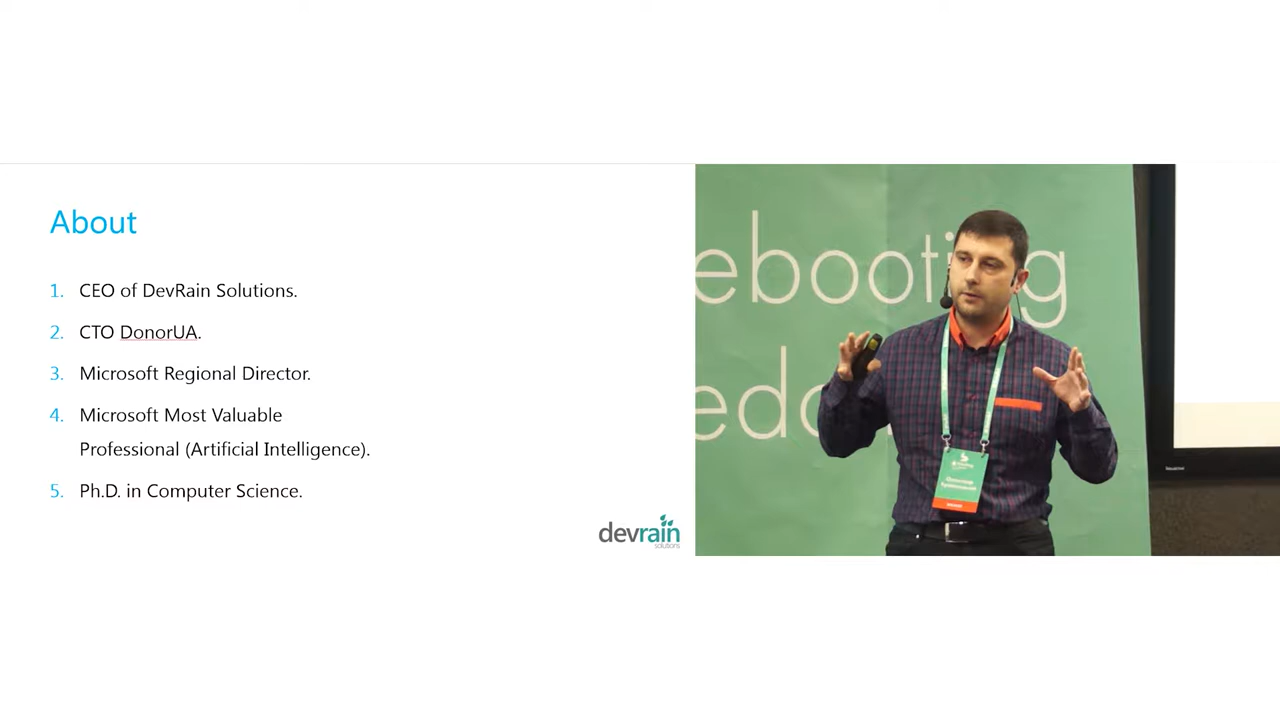 About
1. CEO of DevRain Solutions.
2. CTO DonorUA.
3. Microsoft Regional Director.
4. Microsoft Most Valuable
Professional (Artificial Intelligence).
5. Ph.D. in Computer Science.
devrain
solutions
ebooting
edo